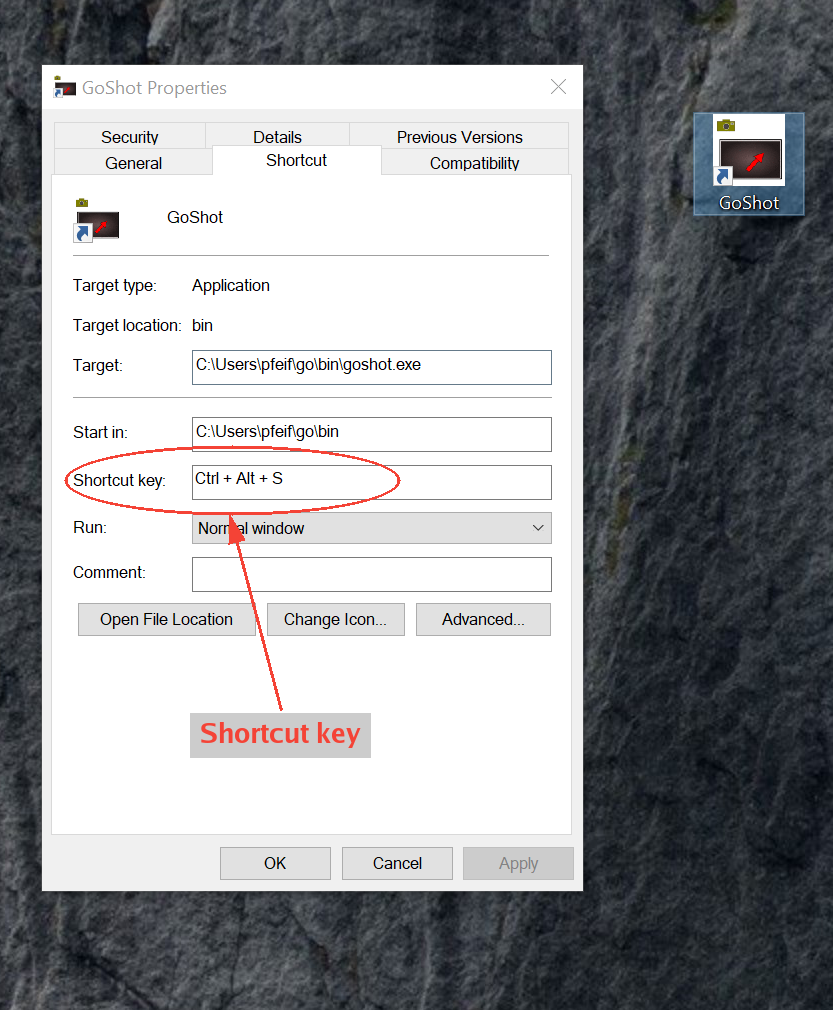 GoShot Properties
Security Details Previous Versions
General Shortcut Compatibility
GoShot
GoShot
Target type: Application
Target location: bin
Target: C:\Users\pfeif\go\bin\goshot.exe
Start in: C:\Users\pfeif\go\bin
Shortcut key: Ctrl + Alt + S
Run: Normal window
Comment:
Open File Location Change Icon... Advanced...
Shortcut key
OK Cancel Apply